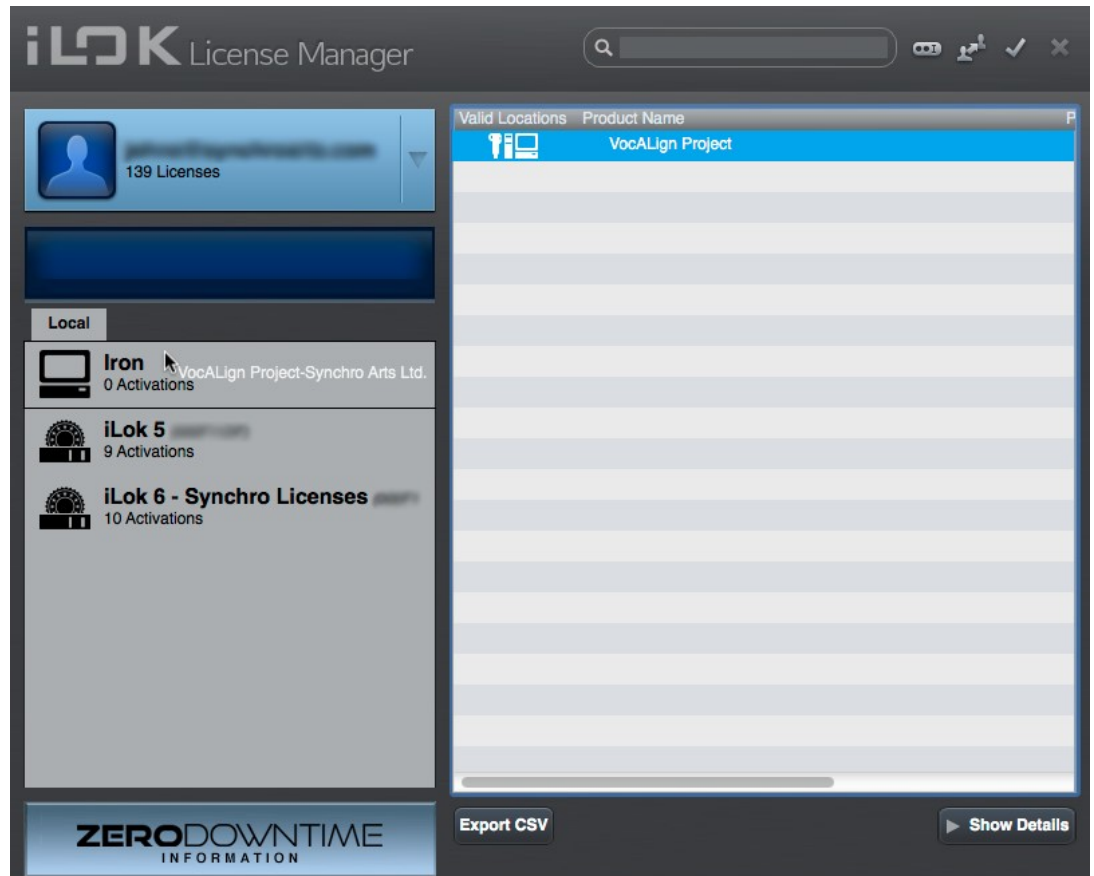 iLOK License Manager
139 Licenses
Local
Iron
0 Activations
VocALign Project-Synchro Arts Ltd.
iLok 5
9 Activations
iLok 6 - Synchro Licenses
10 Activations
ZERODOWNTIME
INFORMATION
Valid Locations Product Name P
VocALign Project
Export CSV
Show Details